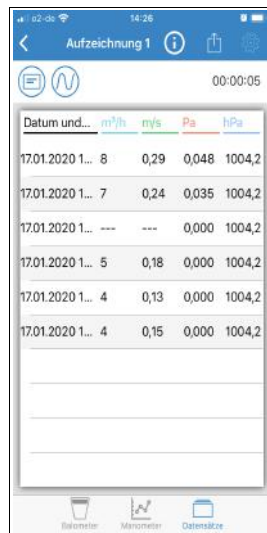 o2-de 14:26
Aufzeichnung 1
00:00:05
Datum und... m³/h m/s Pa hPa
17.01.2020 1... 8 0,29 0,048 1004,2
17.01.2020 1... 7 0,24 0,035 1004,2
17.01.2020 1... --- --- 0,000 1004,2
17.01.2020 1... 5 0,18 0,000 1004,2
17.01.2020 1... 4 0,13 0,000 1004,2
17.01.2020 1... 4 0,15 0,000 1004,2
Balometer Manometer Datensätze